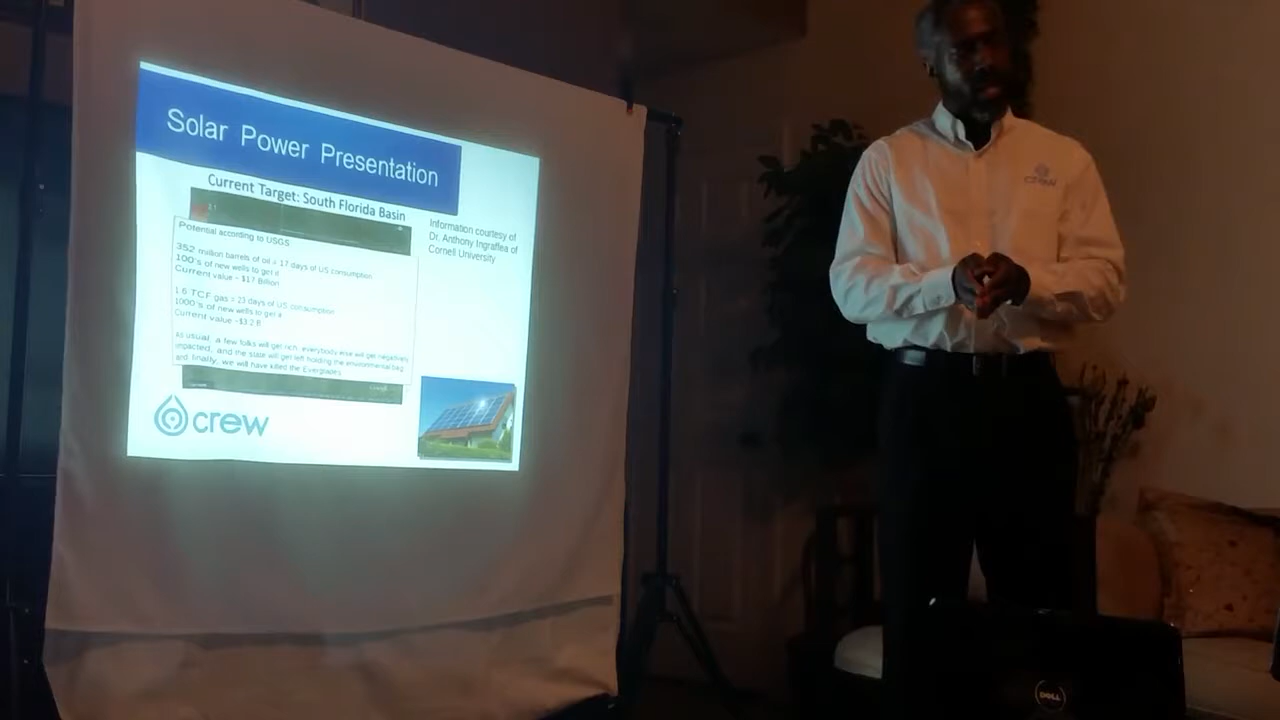 Solar Power Presentation
Current Target: South Florida Basin
Information courtesy of
Dr. Anthony Ingraffea of
Cornell University
Potential according to USGS
352 million barrels of oil = 17 days of US consumption
100's of new wells to get it
Current value ~ $17 Billion
1.6 TCF gas = 23 days of US consumption
1000's of new wells to get it
Current value ~$3.2 B
As usual, a few folks will get rich, everybody else will get negatively
impacted, and the state will get left holding the environmental bag
and finally, we will have killed the Everglades
crew
crew
DELL